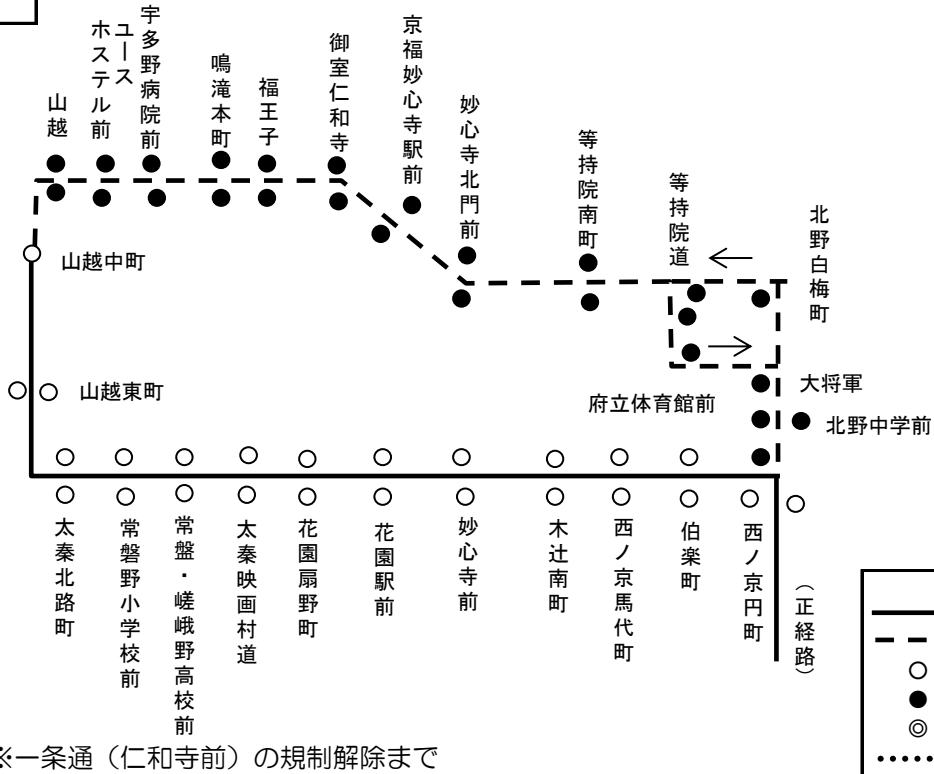 山越
ユース
ホステル前
宇多野病院前
鳴滝本町
福王子
御室仁和寺
京福妙心寺駅前
妙心寺北門前
等持院南町
等持院道
北野白梅町
山越中町
山越東町
府立体育館前
大将軍
北野中学前
太秦北路町
常磐野小学校前
常盤・嵯峨野高校前
太秦映画村道
花園扇野町
花園駅前
妙心寺前
木辻南町
西ノ京馬代町
伯楽町
西ノ京円町
（正経路）
※一条通（仁和寺前）の規制解除まで